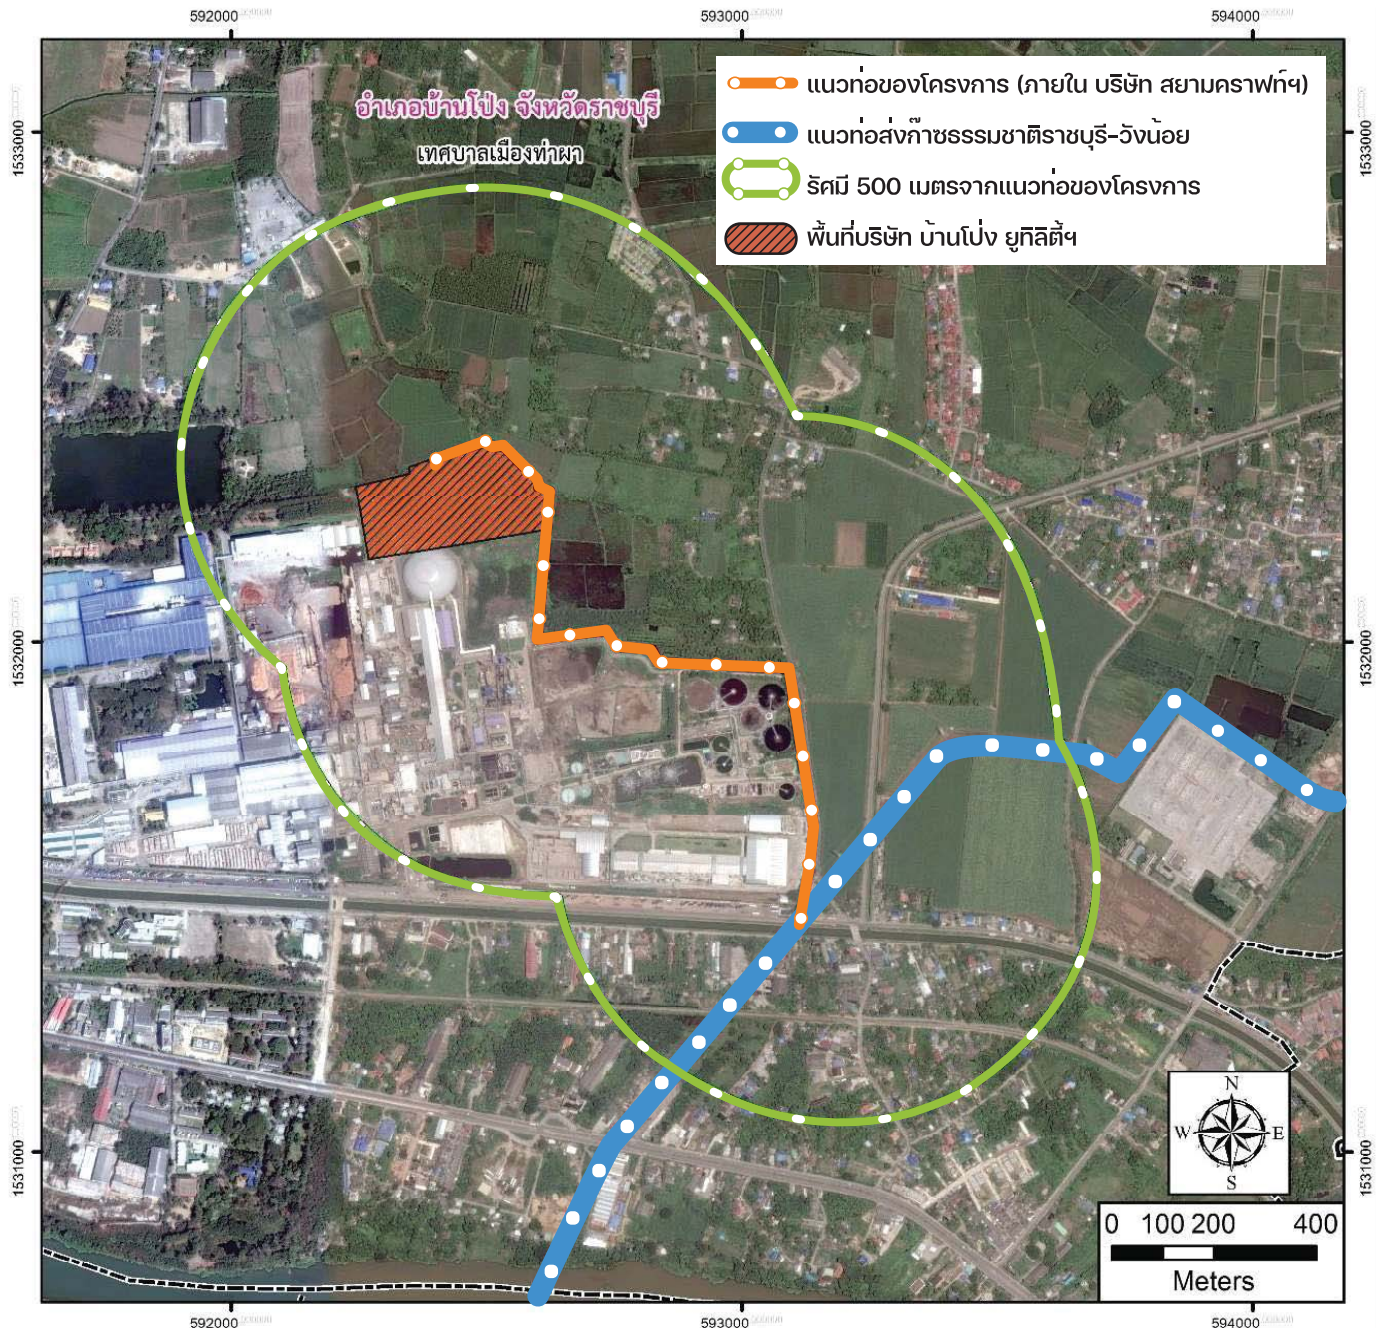 592000
593000
594000
แนวท่อของโครงการ (ภายใน บริษัท สยามคราฟท์ฯ)
แนวท่อส่งก๊าซธรรมชาติราชบุรี-วังน้อย
รัศมี 500 เมตรจากแนวท่อของโครงการ
พื้นที่บริษัท บ้านโป่ง ยูทิลิตี้ฯ
อำเภอบ้านโป่ง จังหวัดราชบุรี
เทศบาลเมืองท่าผา
1533000
1533000
1532000
1532000
1531000
1531000
N
W E
S
0 100 200 400
Meters
592000
593000
594000